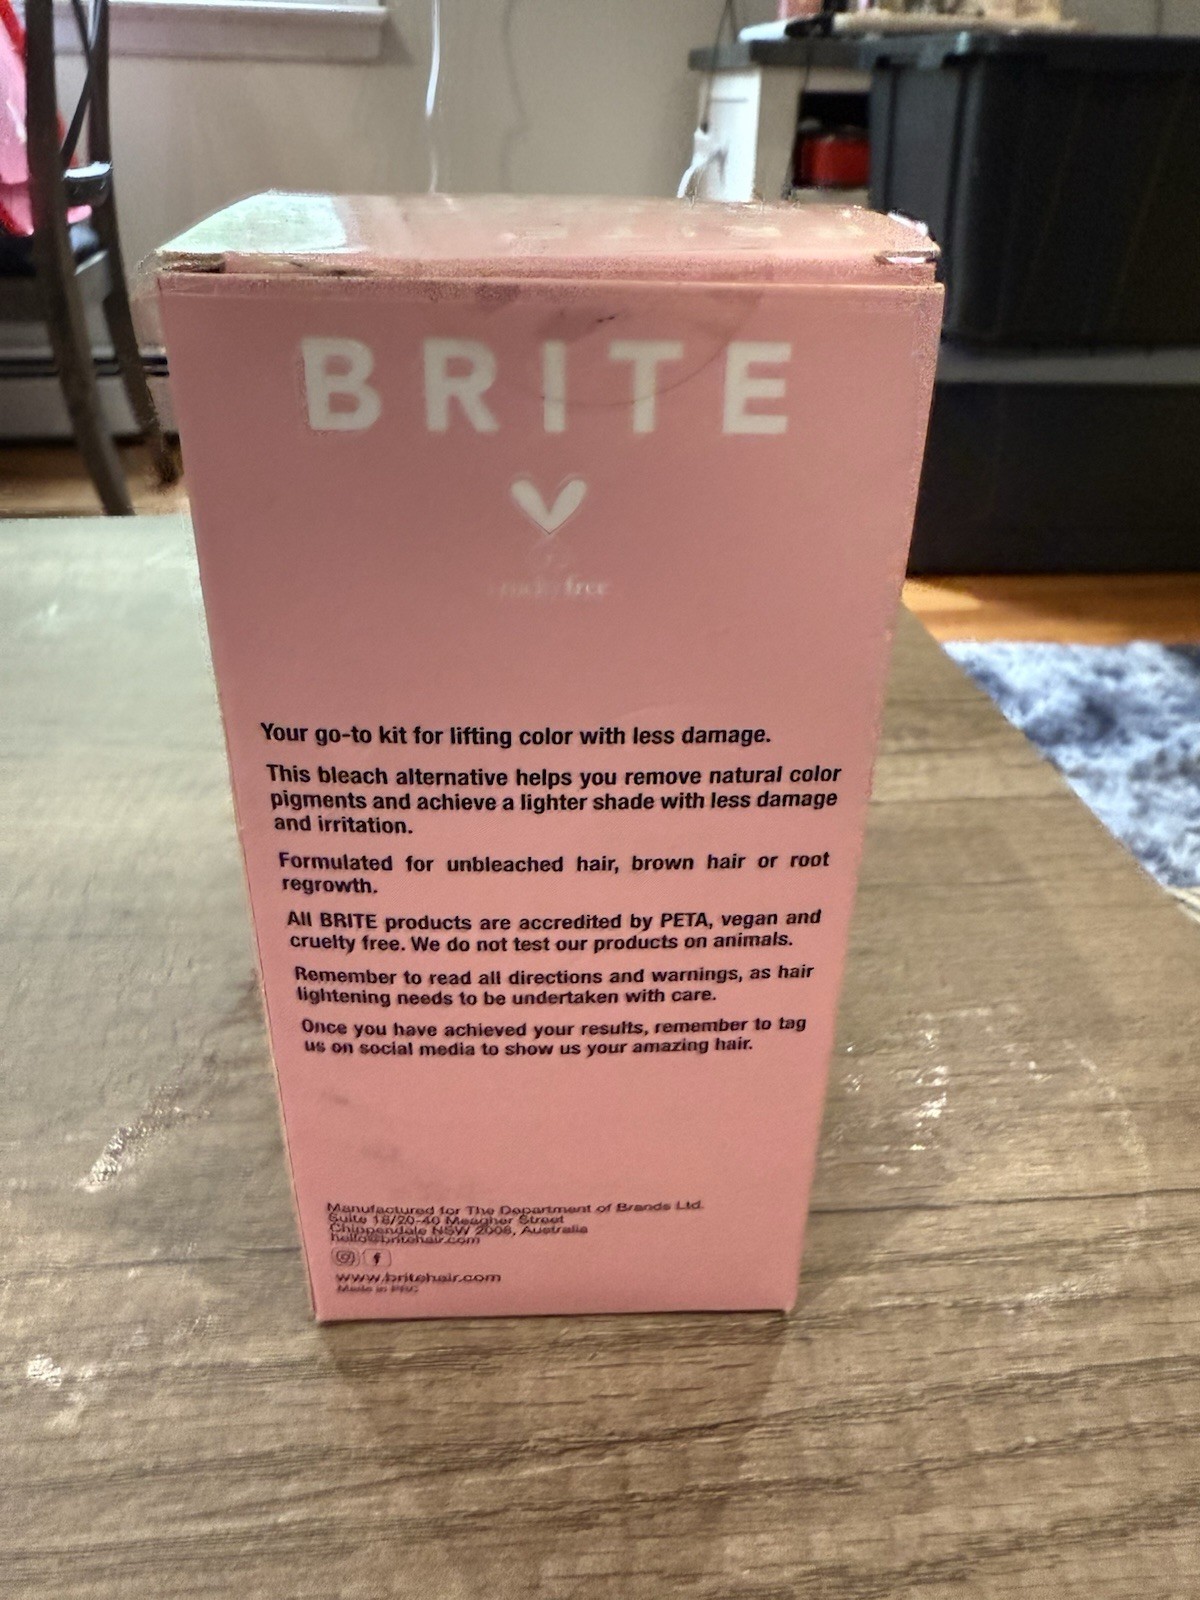 BRITE
cruelty free
Your go-to kit for lifting color with less damage.
This bleach alternative helps you remove natural color
pigments and achieve a lighter shade with less damage
and irritation.
Formulated for unbleached hair, brown hair or root
regrowth.
All BRITE products are accredited by PETA, vegan and
cruelty free. We do not test our products on animals.
Remember to read all directions and warnings, as hair
lightening needs to be undertaken with care.
Once you have achieved your results, remember to tag
us on social media to show us your amazing hair.
Manufactured for The Department of Brands Ltd.
Suite 18/20-40 Meagher Street
Chippendale NSW 2008, Australia
hello@britehair.com
www.britehair.com
Made in PRC